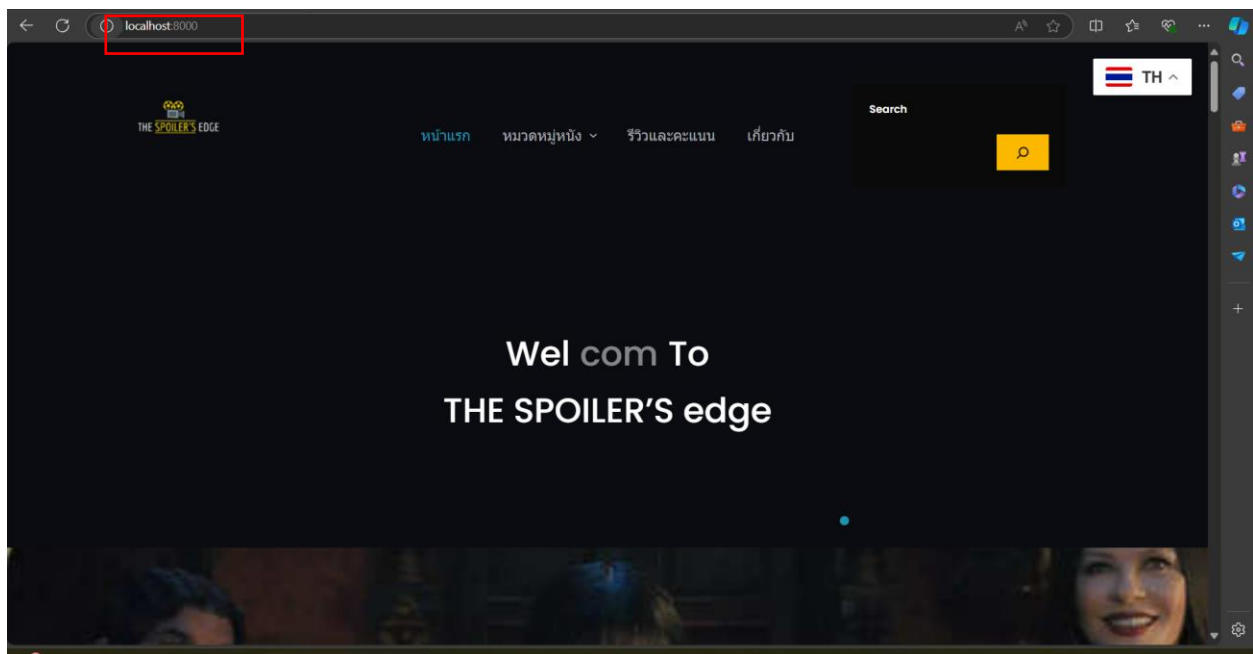 localhost:8000
TH
THE SPOILER'S EDGE
หน้าแรก หมวดหมู่หนัง รีวิวและคะแนน เกี่ยวกับ
Search
Wel com To
THE SPOILER’S edge